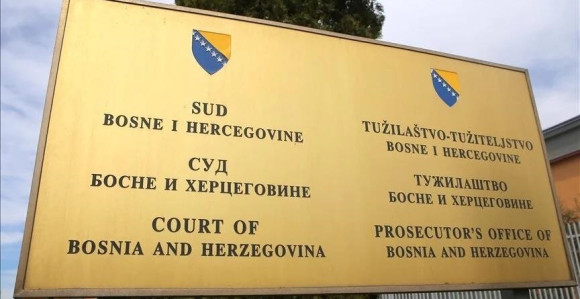 SUD
BOSNE I HERCEGOVINE
СУД
БОСНЕ И ХЕРЦЕГОВИНЕ
COURT OF
BOSNIA AND HERZEGOVINA
TUŽILAŠTVO-TUŽITELJSTVO
BOSNE I HERCEGOVINE
ТУЖИЛАШТВО
БОСНЕ И ХЕРЦЕГОВИНЕ
PROSECUTOR'S OFFICE OF
BOSNIA AND HERZEGOVINA